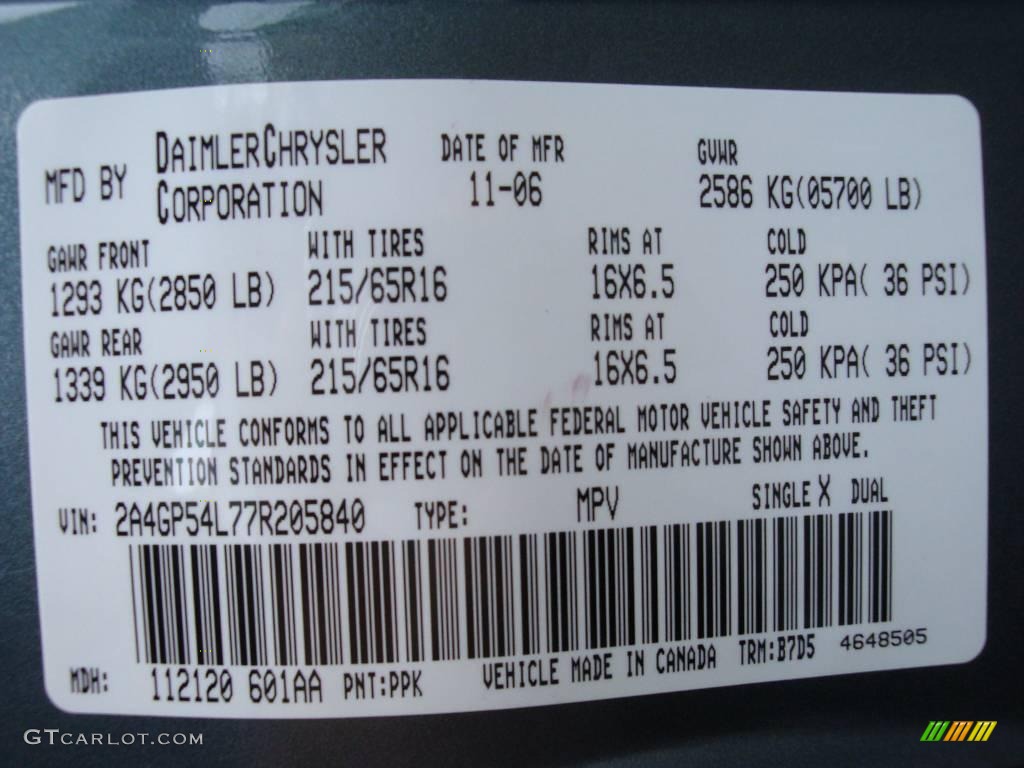 MFD BY DAIMLERCHRYSLER CORPORATION DATE OF MFR 11-06 GVWR 2586 KG(05700 LB)
GAWR FRONT WITH TIRES RIMS AT COLD
1293 KG(2850 LB) 215/65R16 16X6.5 250 KPA( 36 PSI)
GAWR REAR WITH TIRES RIMS AT COLD
1339 KG(2950 LB) 215/65R16 16X6.5 250 KPA( 36 PSI)
THIS VEHICLE CONFORMS TO ALL APPLICABLE FEDERAL MOTOR VEHICLE SAFETY AND THEFT
PREVENTION STANDARDS IN EFFECT ON THE DATE OF MANUFACTURE SHOWN ABOVE.
VIN: 2A4GP54L77R205840 TYPE: MPV SINGLE X DUAL
MDH: 112120 601AA PNT:PPK VEHICLE MADE IN CANADA TRM:B7D5 4648505
GTCARLOT.COM